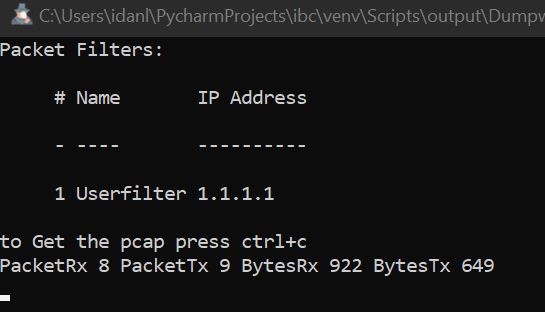 C:\Users\idanl\PycharmProjects\ibc\venv\Scripts\output\Dumpw
Packet Filters:
# Name IP Address
- ---- ----------
1 Userfilter 1.1.1.1
to Get the pcap press ctrl+c
PacketRx 8 PacketTx 9 BytesRx 922 BytesTx 649